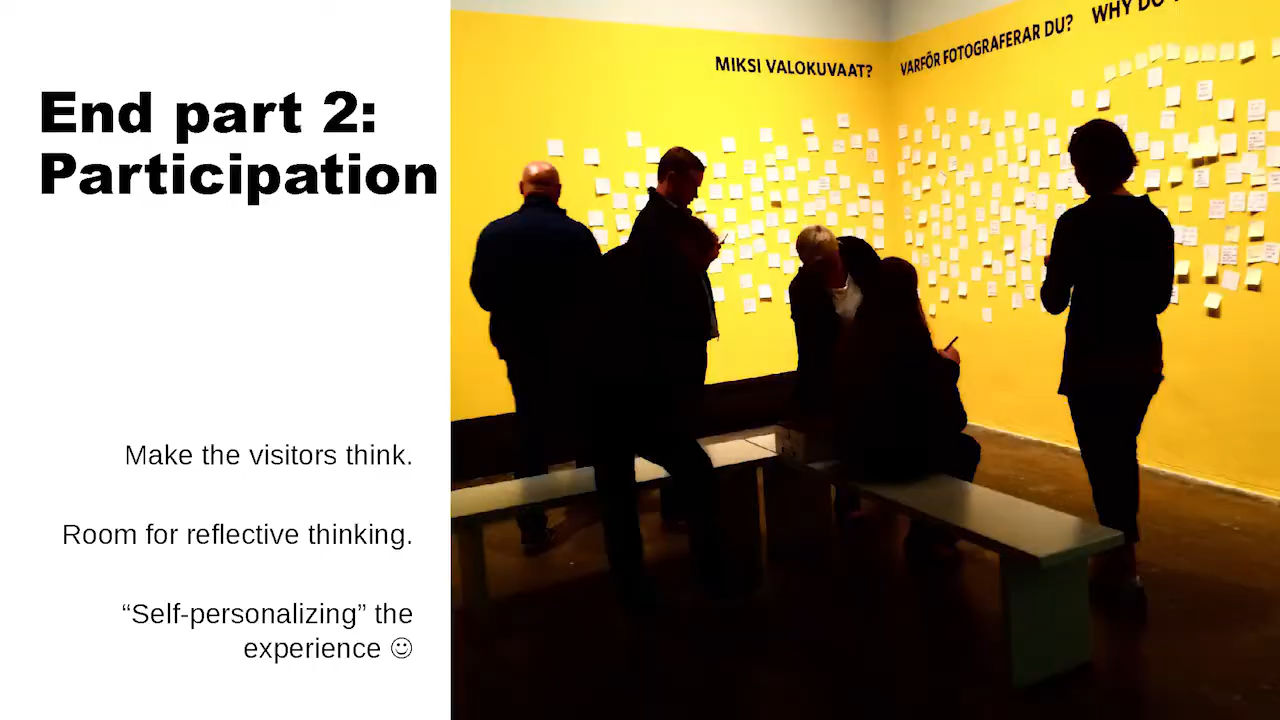 End part 2:
Participation
Make the visitors think.
Room for reflective thinking.
“Self-personalizing” the
experience ☺
MIKSI VALOKUVAAT?
VARFÖR FOTOGRAFERAR DU?
WHY DO